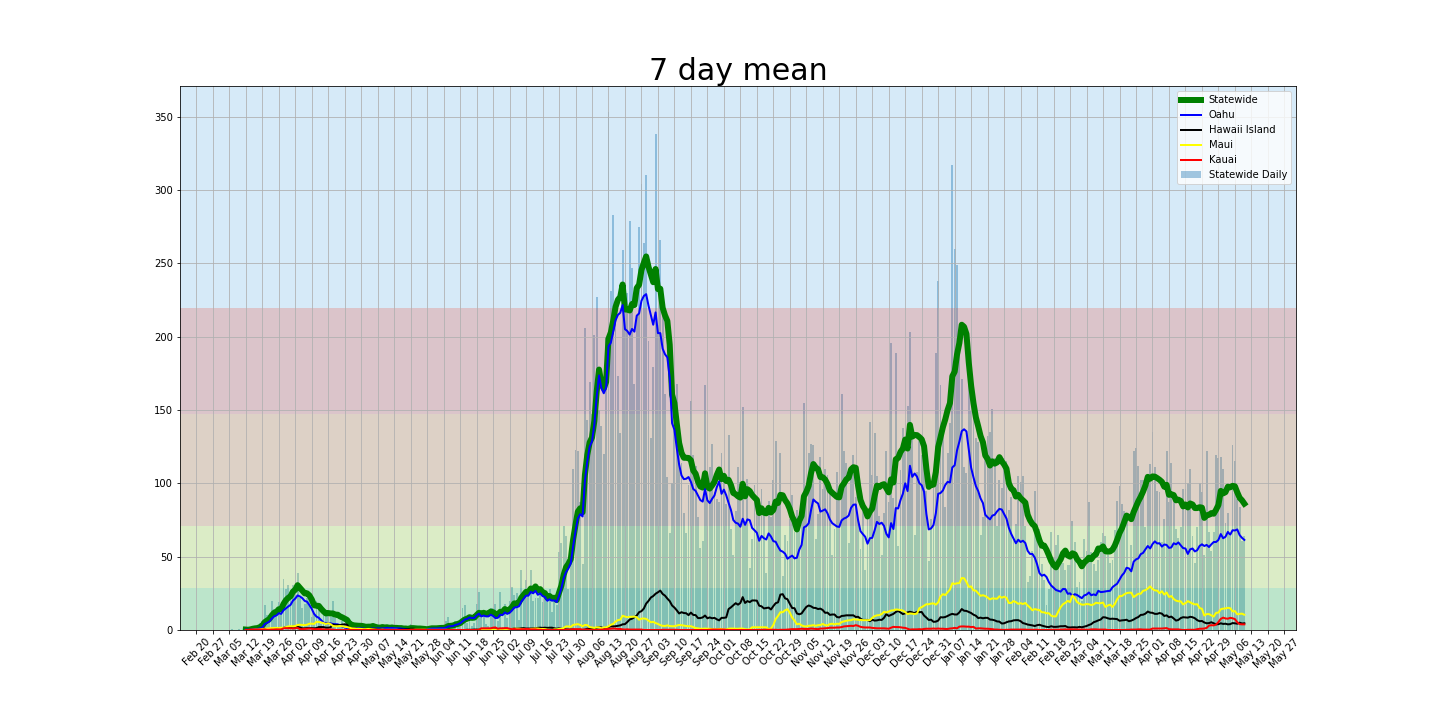 7 day mean
350
300
250
200
150
100
50
0
Statewide
Oahu
Hawaii Island
Maui
Kauai
Statewide Daily
Feb 20
Feb 27
Mar 05
Mar 12
Mar 19
Mar 26
Apr 02
Apr 09
Apr 16
Apr 23
Apr 30
May 07
May 14
May 21
May 28
Jun 04
Jun 11
Jun 18
Jun 25
Jul 02
Jul 09
Jul 16
Jul 23
Jul 30
Aug 06
Aug 13
Aug 20
Aug 27
Sep 03
Sep 10
Sep 17
Sep 24
Oct 01
Oct 08
Oct 15
Oct 22
Oct 29
Nov 05
Nov 12
Nov 19
Nov 26
Dec 03
Dec 10
Dec 17
Dec 24
Dec 31
Jan 07
Jan 14
Jan 21
Jan 28
Feb 04
Feb 11
Feb 18
Feb 25
Mar 04
Mar 11
Mar 18
Mar 25
Apr 01
Apr 08
Apr 15
Apr 22
Apr 29
May 06
May 13
May 20
May 27